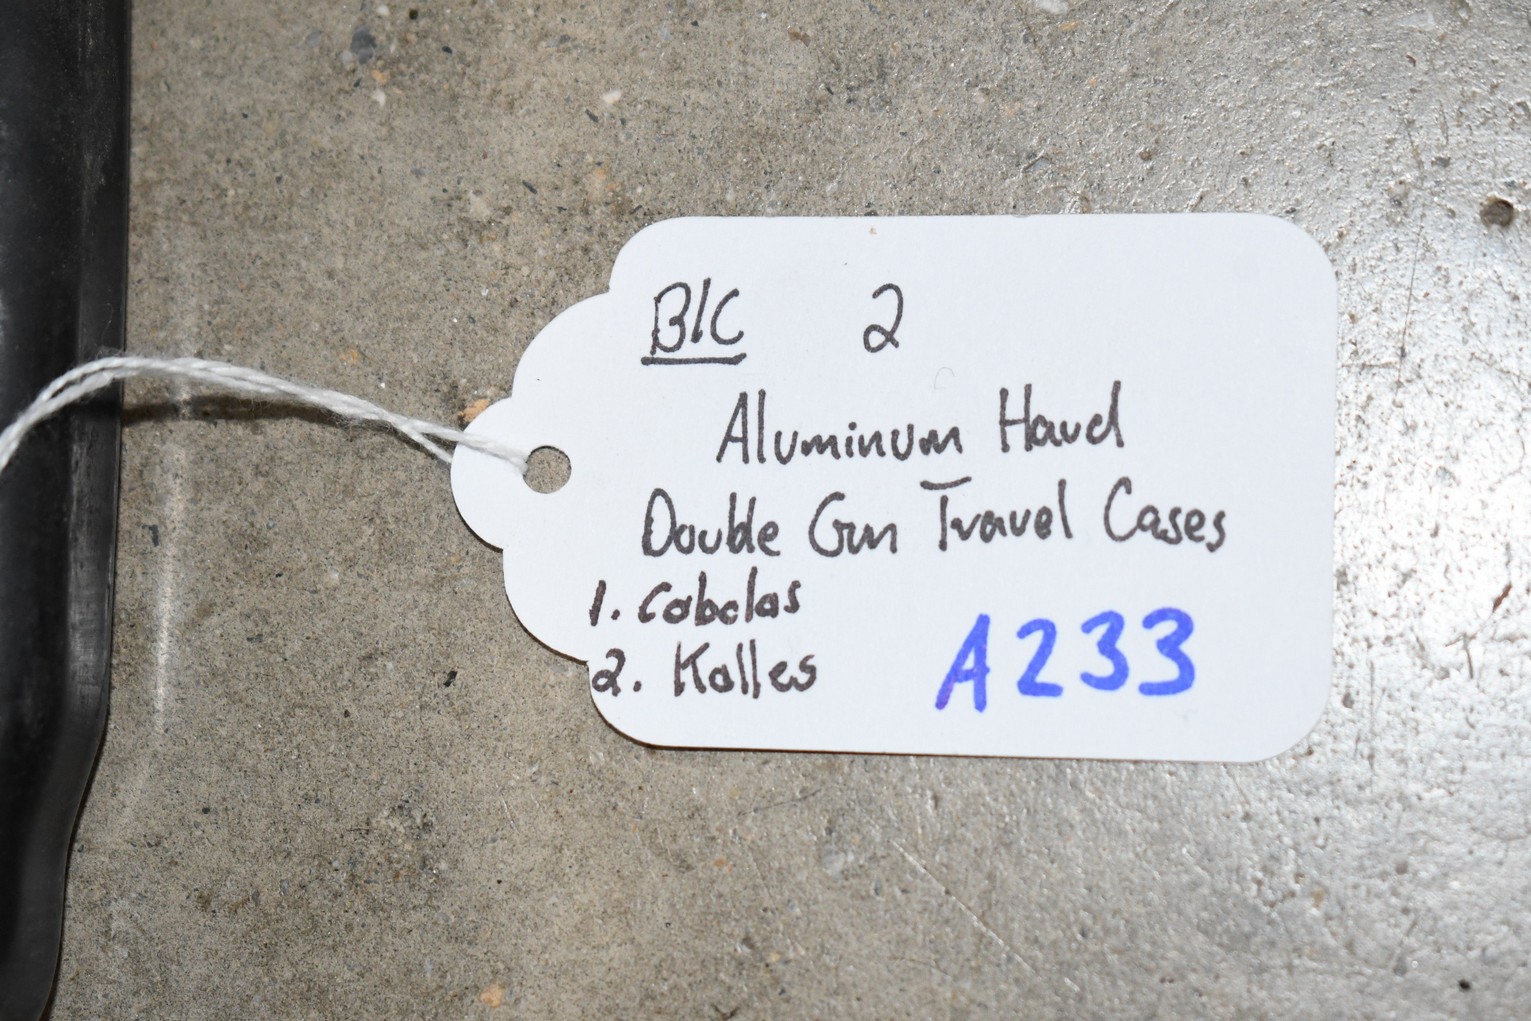 B/C 2
Aluminum Hard
Double Gun Travel Cases
1. Cabelas
2. Kolles
A233